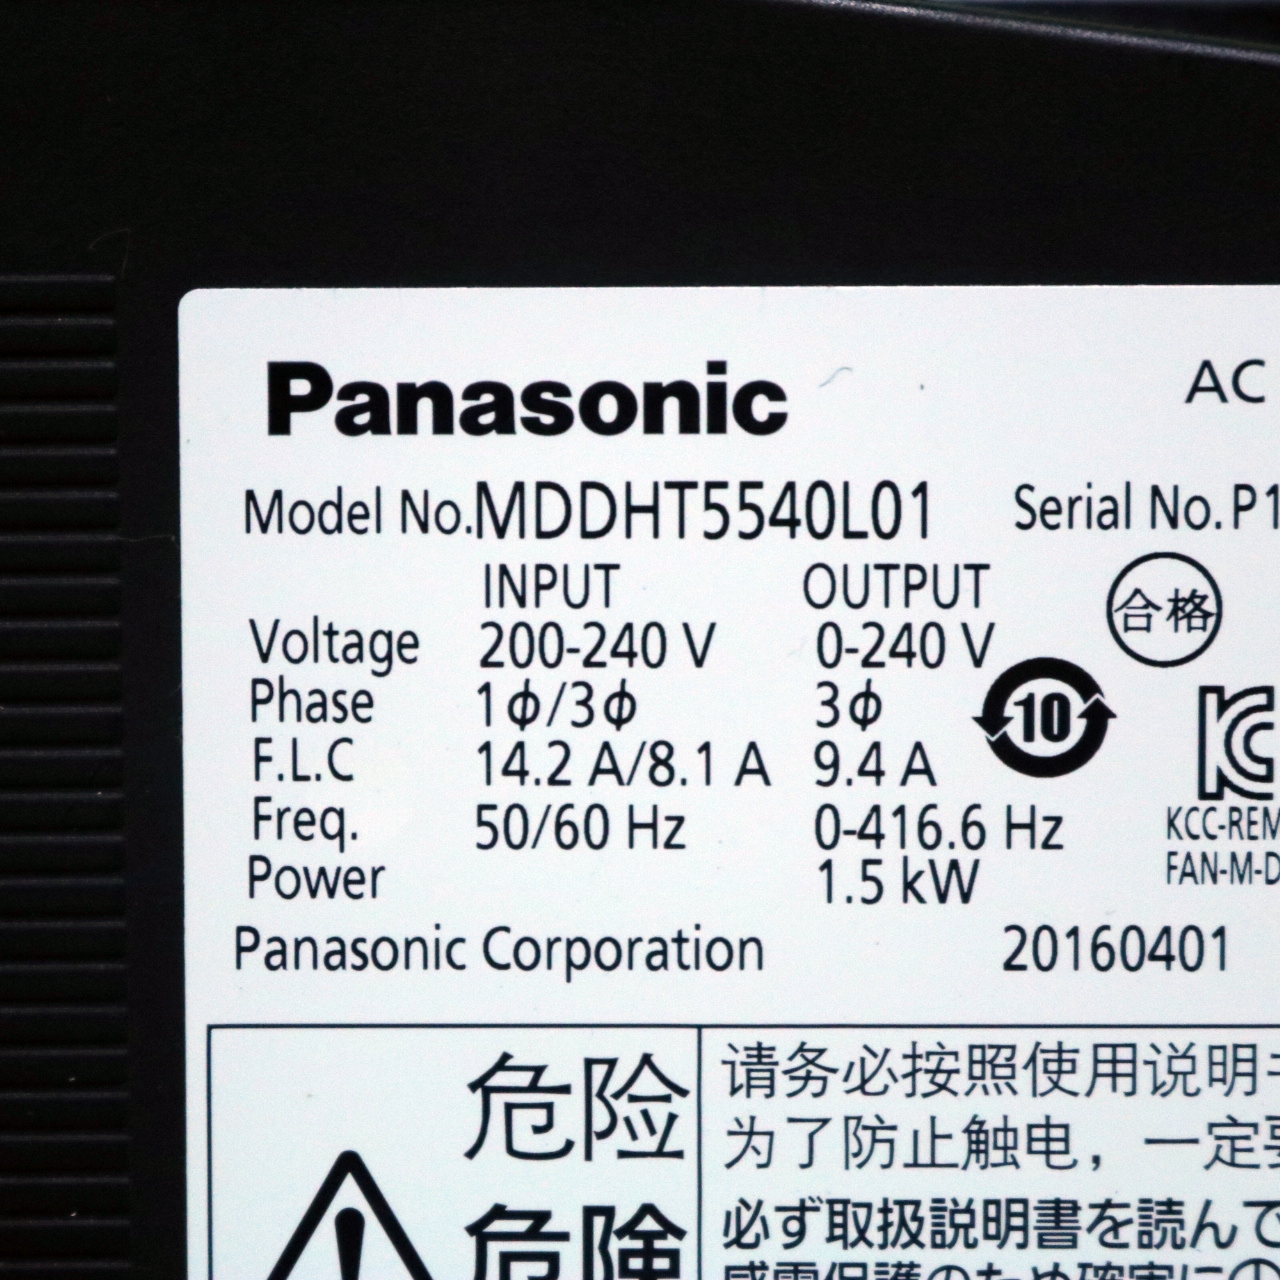 Panasonic
AC
Model No.MDDHT5540L01 Serial No. P1
INPUT OUTPUT
合格
Voltage 200-240 V 0-240 V
Phase 1ϕ/3ϕ 3ϕ
10
F.L.C 14.2 A/8.1 A 9.4 A
Freq. 50/60 Hz 0-416.6 Hz
KCC-REM
Power 1.5 kW
FAN-M-D
Panasonic Corporation 20160401
危险
请务必按照使用说明
为了防止触电，一定要
危険
必ず取扱説明書を読んで